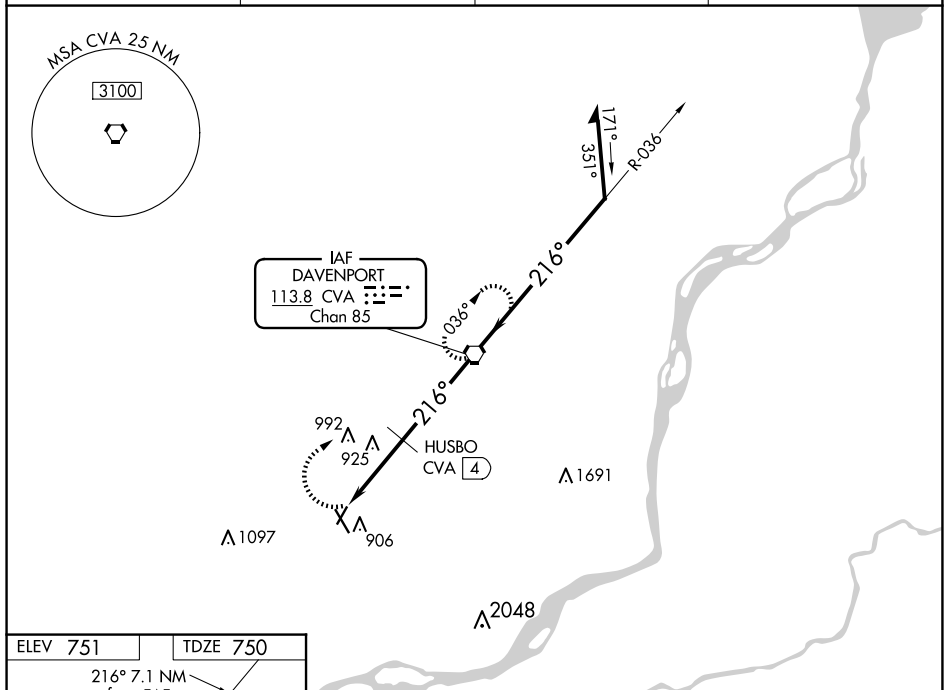 MSA CVA 25 NM
3100
171°
351°
R-036
216°
IAF
DAVENPORT
113.8 CVA
Chan 85
036°
216°
992
925
HUSBO
CVA 4
1691
1097
906
2048
ELEV 751
TDZE 750
216° 7.1 NM